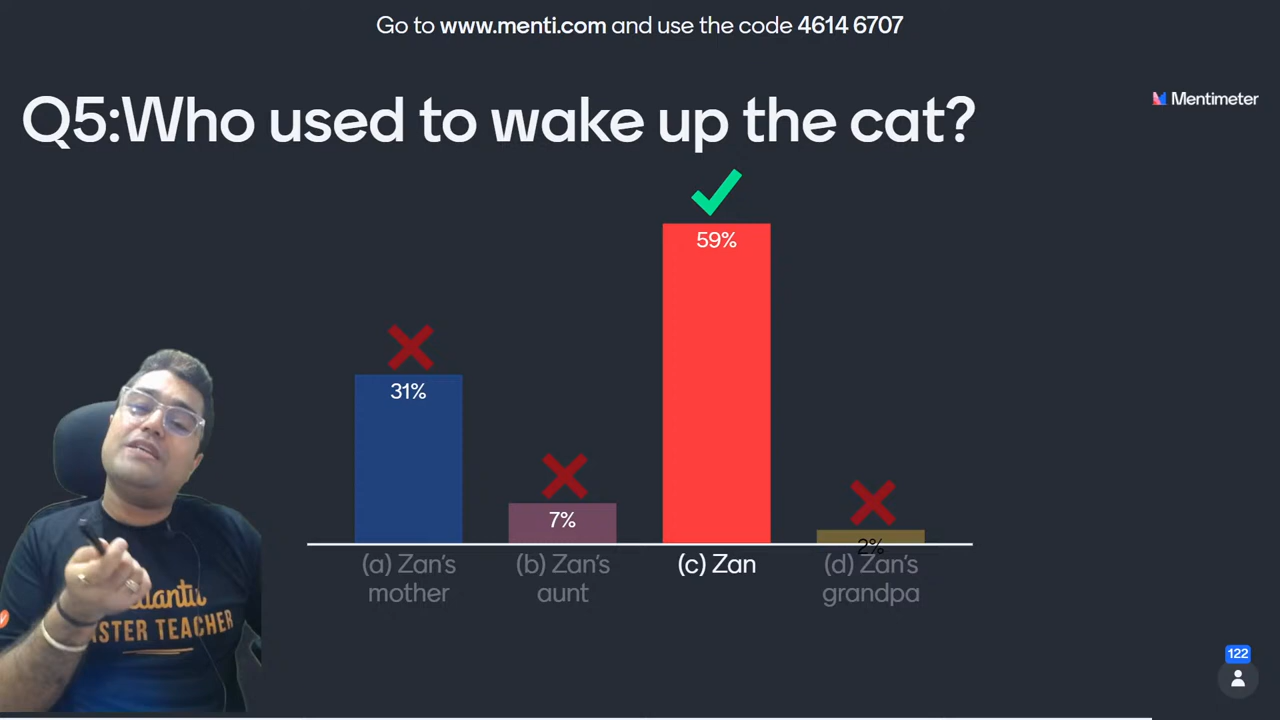 Go to www.menti.com and use the code 4614 6707
Mentimeter
Q5:Who used to wake up the cat?
59%
31%
7%
2%
(a) Zan's
mother
(b) Zan's
aunt
(c) Zan
(d) Zan's
grandpa
TEACHER
122